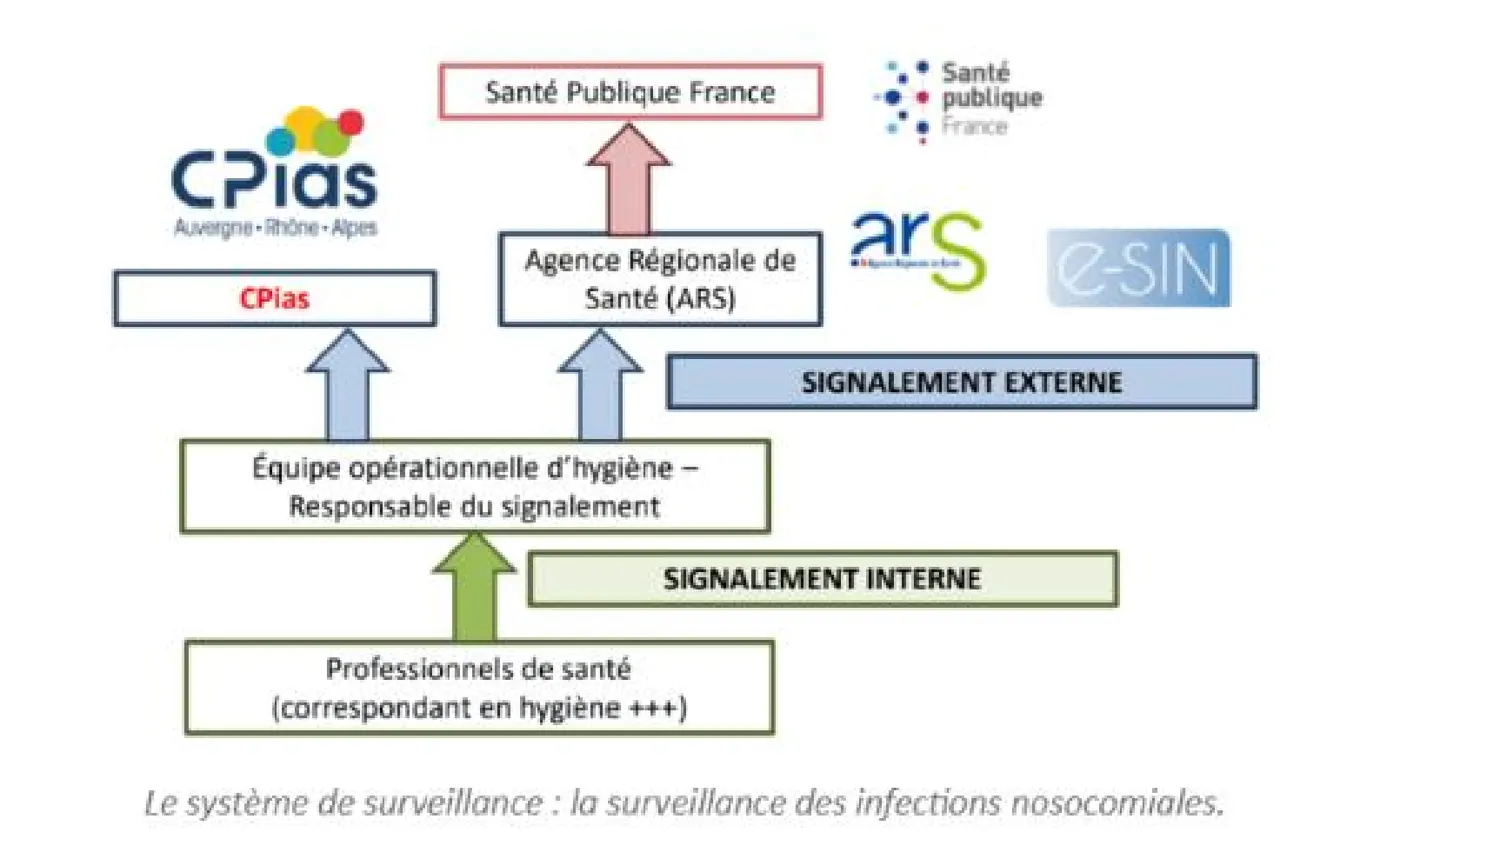 Santé Publique France
Santé
publique
France
CPias
Auvergne • Rhône • Alpes
ars
Agence Régionale de
Santé (ARS)
e-SIN
CPias
SIGNALEMENT EXTERNE
Équipe opérationnelle d'hygiène –
Responsable du signalement
SIGNALEMENT INTERNE
Professionnels de santé
(correspondant en hygiène +++)
Le système de surveillance : la surveillance des infections nosocomiales.